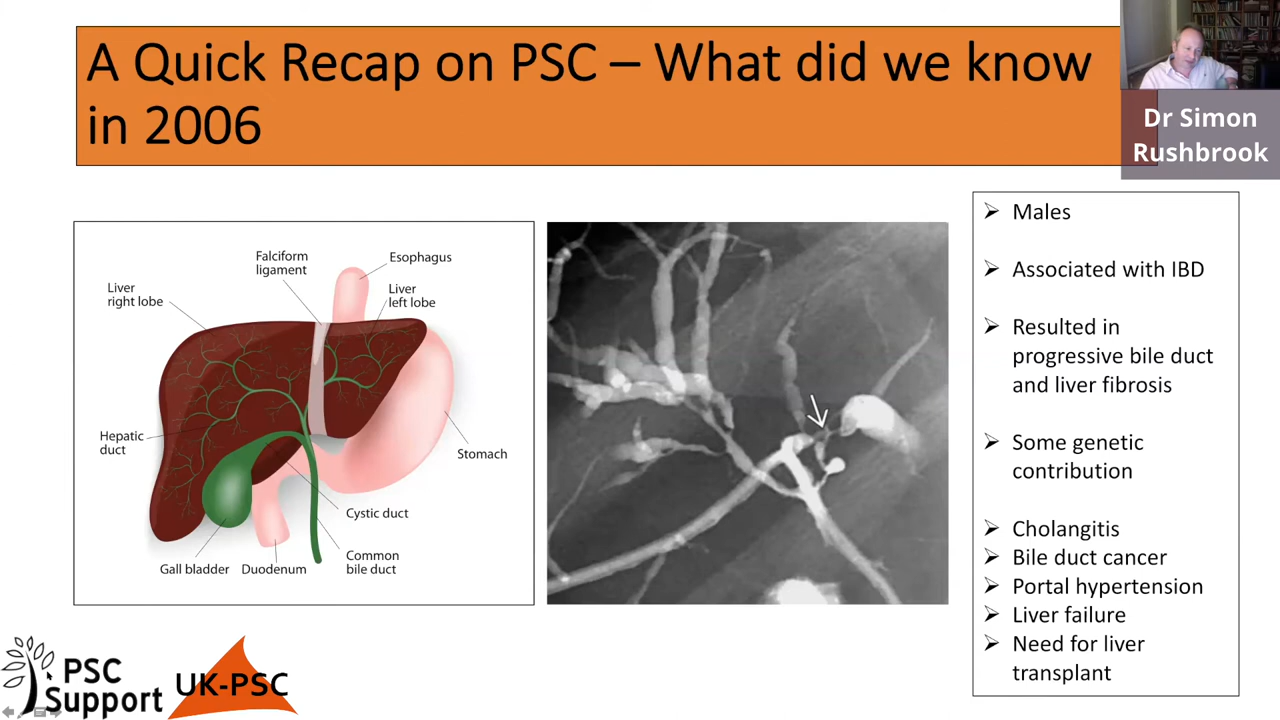 A Quick Recap on PSC – What did we know
in 2006
Dr Simon
Rushbrook
Falciform
ligament
Esophagus
Liver
right lobe
Liver
left lobe
Hepatic
duct
Stomach
Cystic duct
Common
bile duct
Gall bladder
Duodenum
➢ Males
➢ Associated with IBD
➢ Resulted in
progressive bile duct
and liver fibrosis
➢ Some genetic
contribution
➢ Cholangitis
➢ Bile duct cancer
➢ Portal hypertension
➢ Liver failure
➢ Need for liver
transplant
PSC
Support
UK-PSC